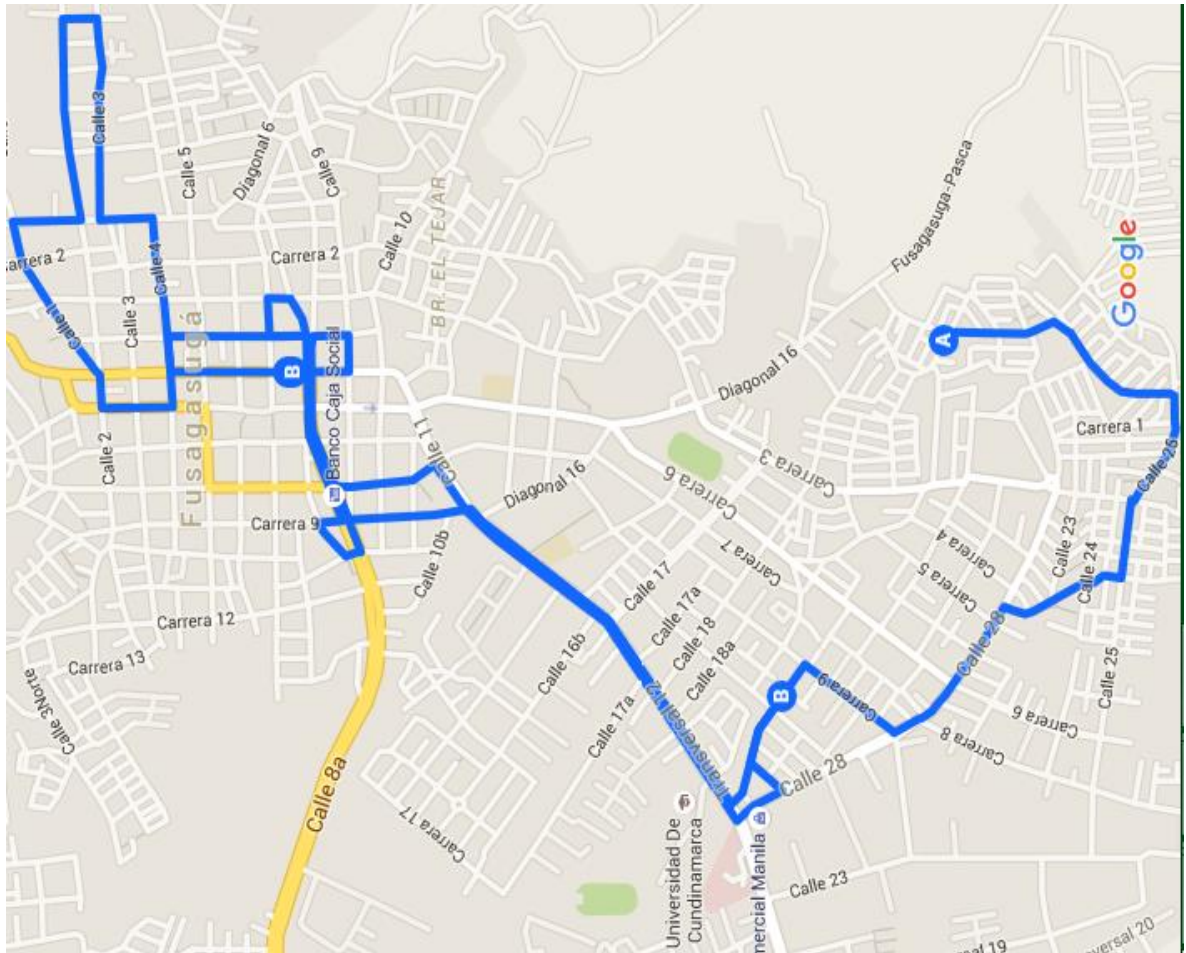 Calle 3
Calle 5
Diagonal 6
Calle 9
Carrera 2
Calle 1
Calle 3
Calle 4
Carrera 2
Calle 10
BR. EL TEJAR
Fusagasugá
Calle 2
B
Banco Caja Social
Calle 11
Carrera 9
Diagonal 16
Calle 10b
Carrera 12
Carrera 13
Calle 3Norte
Calle 8a
Carrera 17
Fusagasuga-Pasca
Diagonal 16
Carrera 3
Carrera 6
Carrera 7
Calle 17
Calle 16b
Calle 17a
Calle 18
Calle 18a
Calle 17a
Transversal 12
A
Google
Carrera 1
Calle 26
Calle 23
Calle 24
Carrera 4
Carrera 5
Calle 28
Calle 25
B
Carrera 9
Carrera 6
Carrera 8
Calle 28
Universidad De
Cundinamarca
mercial Manila
Calle 23
versal 19
versal 20